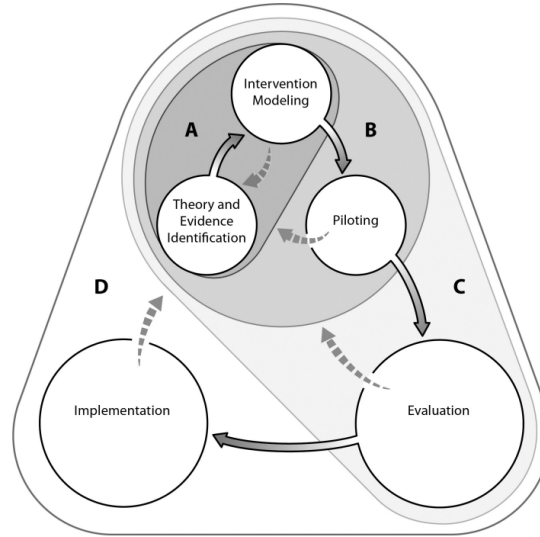 Intervention
Modeling
A
B
Theory and
Evidence
Identification
Piloting
D
C
Implementation
Evaluation